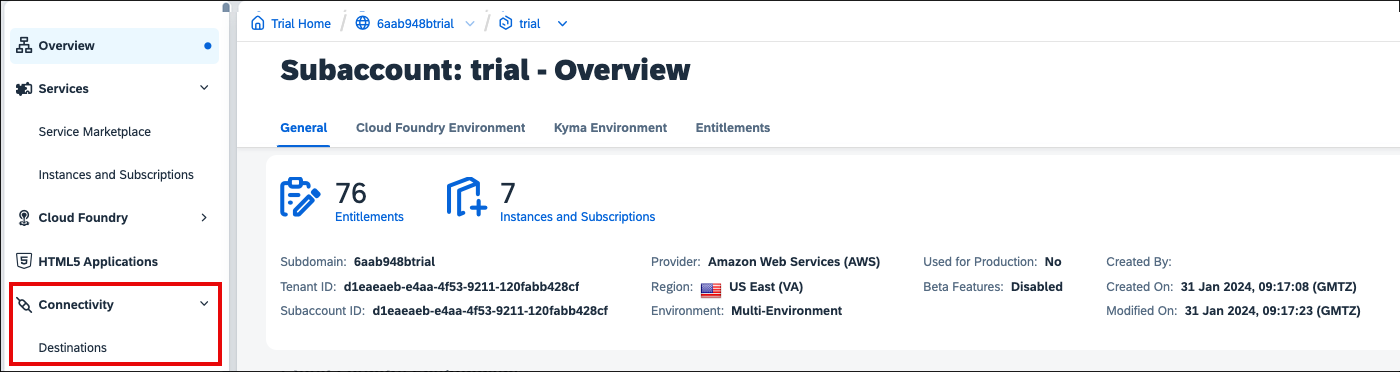 Overview
Services
Service Marketplace
Instances and Subscriptions
Cloud Foundry
HTML5 Applications
Connectivity
Destinations
Trial Home / 6aab948btrial / trial
Subaccount: trial - Overview
General Cloud Foundry Environment Kyma Environment Entitlements
76 7
Entitlements Instances and Subscriptions
Subdomain: 6aab948btrial Provider: Amazon Web Services (AWS) Used for Production: No Created By:
Tenant ID: d1eaeaeb-e4aa-4f53-9211-120fabb428cf Region: US East (VA) Beta Features: Disabled Created On: 31 Jan 2024, 09:17:08 (GMTZ)
Subaccount ID: d1eaeaeb-e4aa-4f53-9211-120fabb428cf Environment: Multi-Environment Modified On: 31 Jan 2024, 09:17:23 (GMTZ)